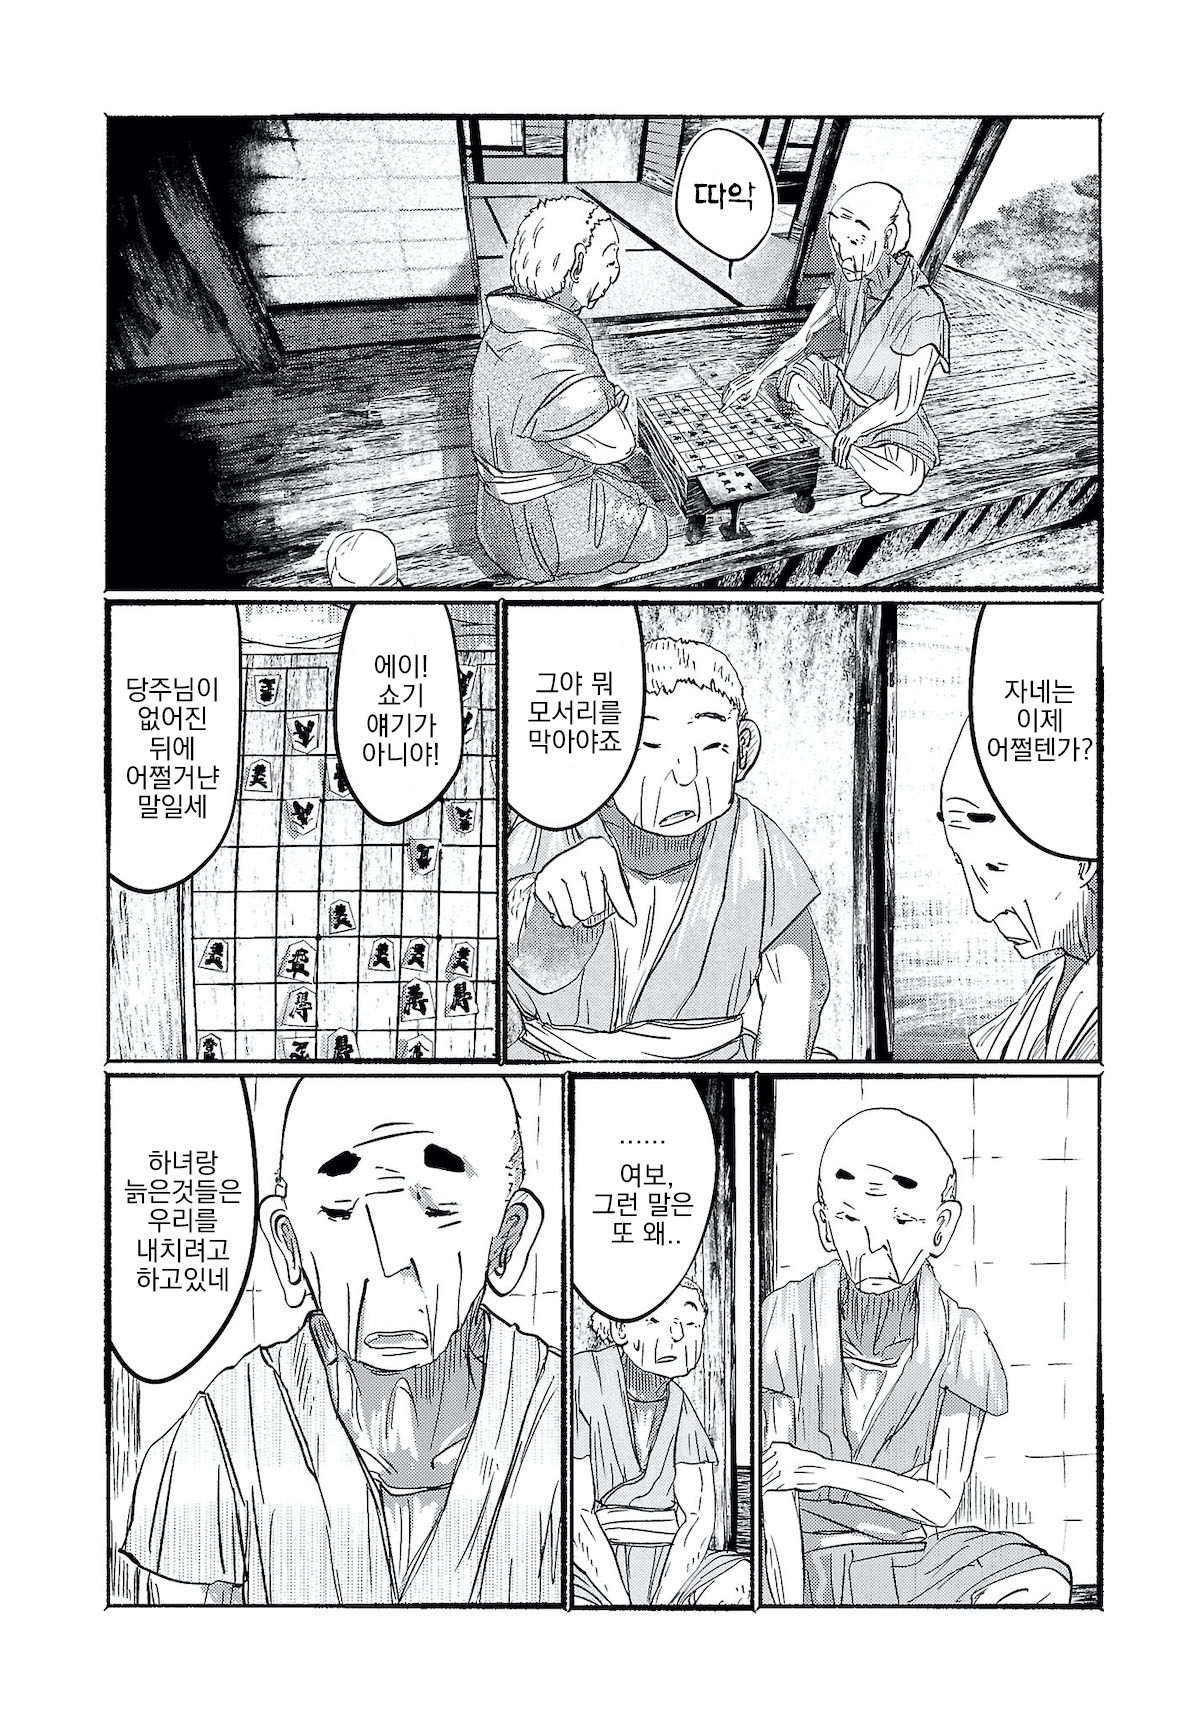 따악
자네는
이제
어쩔텐가?
그야 뭐
모서리를
막아야죠
에이!
쇼기
얘기가
아니야!
당주님이
없어진
뒤에
어쩔거냔
말일세
......
여보,
그런 말은
또 왜..
하녀랑
늙은것들은
우리를
내치려고
하고있네